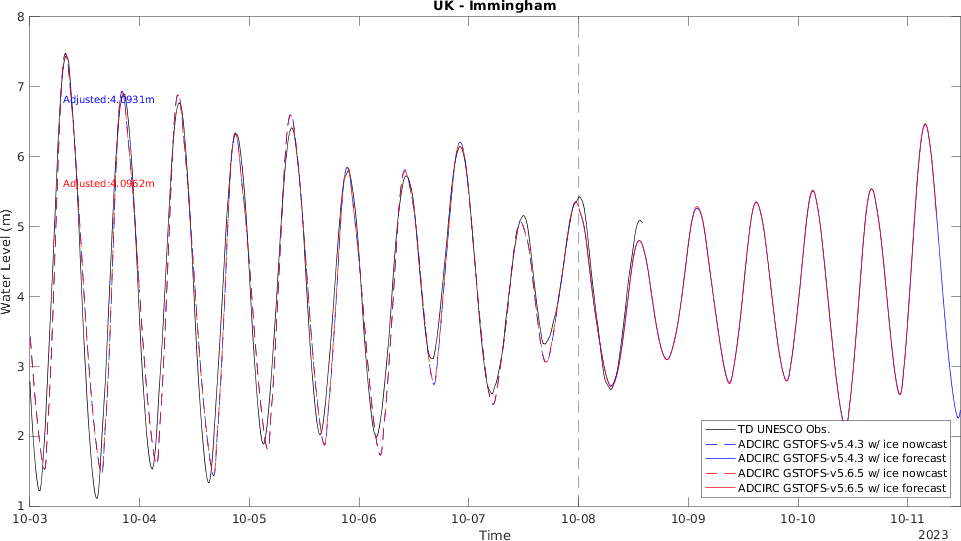 UK - Immingham
8
7
6
5
4
3
2
1
Water Level (m)
Adjusted:4.0931m
Adjusted:4.0962m
TD UNESCO Obs.
ADCIRC GSTOFS-v5.4.3 w/ ice nowcast
ADCIRC GSTOFS-v5.4.3 w/ ice forecast
ADCIRC GSTOFS-v5.6.5 w/ ice nowcast
ADCIRC GSTOFS-v5.6.5 w/ ice forecast
10-03 10-04 10-05 10-06 10-07 10-08 10-09 10-10 10-11
Time
2023